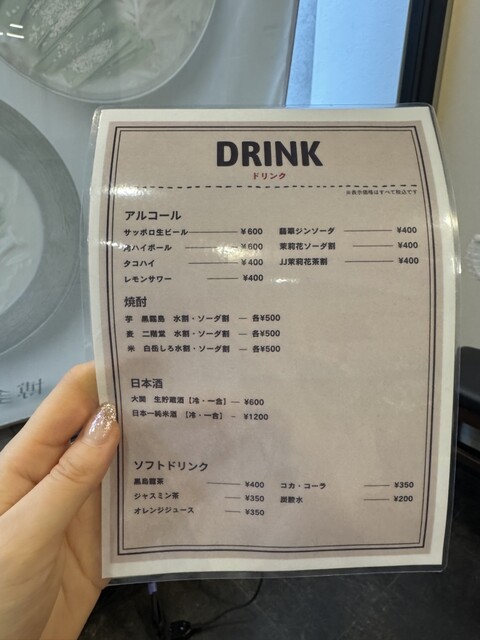 DRINK
ドリンク
※表示価格はすべて税込です
アルコール
サッポロ生ビール ¥600
ハイボール ¥600
タコハイ ¥400
レモンサワー ¥400
翡翠ジンソーダ ¥400
茉莉花ソーダ割 ¥400
JJ茉莉花茶割 ¥400
焼酎
芋 黒霧島 水割・ソーダ割 — 各¥500
麦 二階堂 水割・ソーダ割 — 各¥500
米 白岳しろ水割・ソーダ割 — 各¥500
日本酒
大関 生貯蔵酒【冷・一合】— ¥600
日本一純米酒 【冷・一合】 – ¥1200
ソフトドリンク
黒烏龍茶 ¥400
ジャスミン茶 ¥350
オレンジジュース ¥350
コカ・コーラ ¥350
炭酸水 ¥200